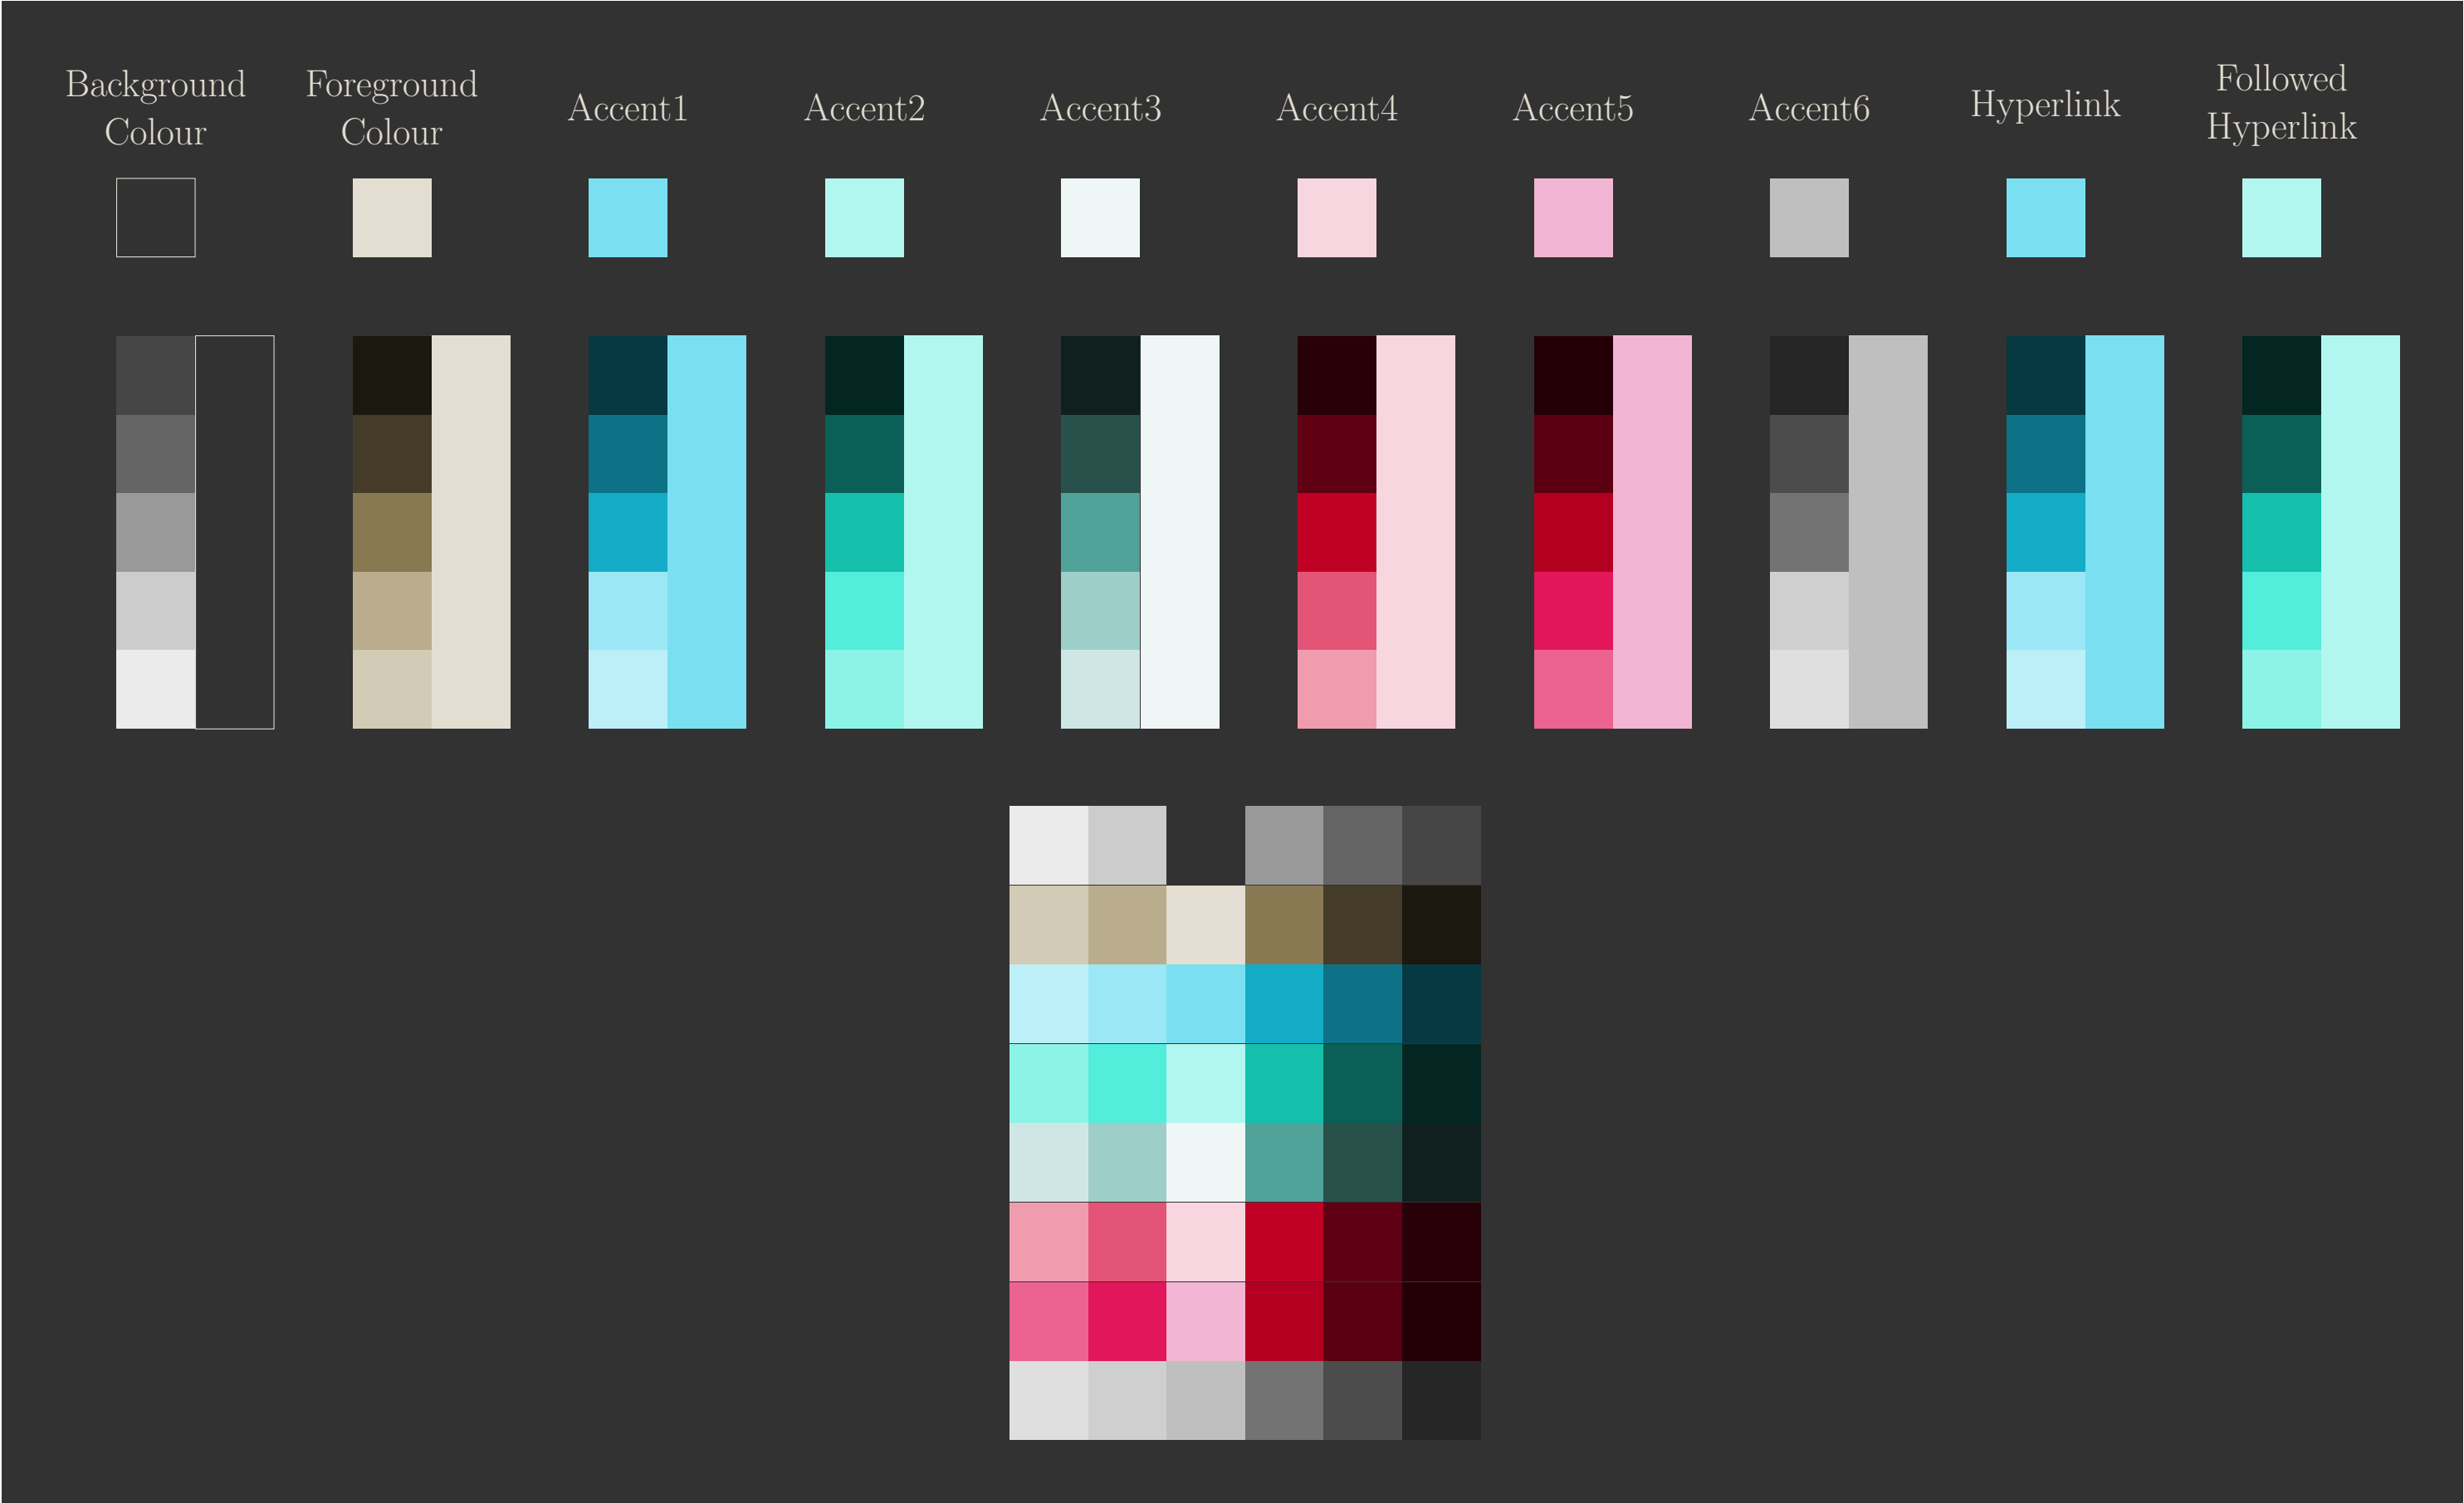 Background
Colour
Foreground
Colour
Accent1
Accent2
Accent3
Accent4
Accent5
Accent6
Hyperlink
Followed
Hyperlink